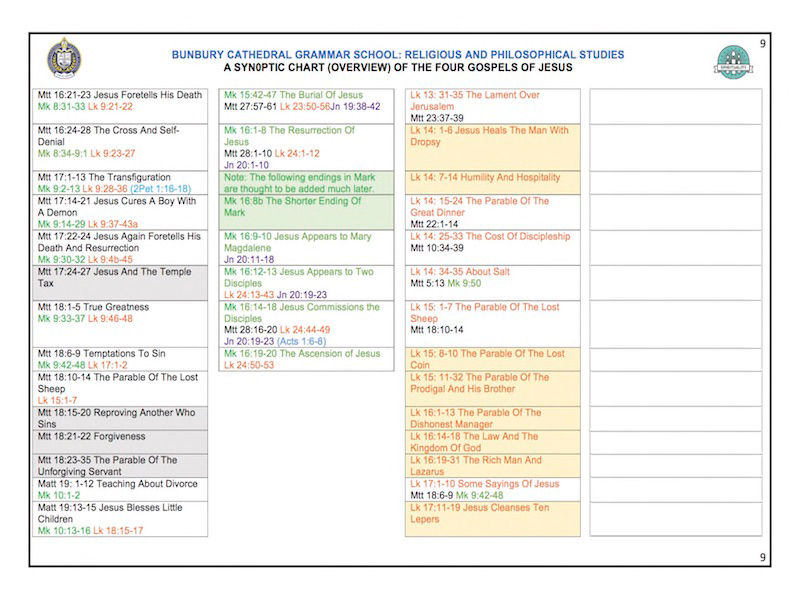 9
BUNBURY CATHEDRAL GRAMMAR SCHOOL: RELIGIOUS AND PHILOSOPHICAL STUDIES
A SYN0PTIC CHART (OVERVIEW) OF THE FOUR GOSPELS OF JESUS
SPIRITUALITY
Mtt 16:21-23 Jesus Foretells His Death
Mk 8:31-33 Lk 9:21-22
Mtt 16:24-28 The Cross And Self-
Denial
Mk 8:34-9:1 Lk 9:23-27
Mtt 17:1-13 The Transfiguration
Mk 9:2-13 Lk 9:28-36 (2Pet 1:16-18)
Mtt 17:14-21 Jesus Cures A Boy With
A Demon
Mk 9:14-29 Lk 9:37-43a
Mtt 17:22-24 Jesus Again Foretells His
Death And Resurrection
Mk 9:30-32 Lk 9:4b-45
Mtt 17:24-27 Jesus And The Temple
Tax
Mtt 18:1-5 True Greatness
Mk 9:33-37 Lk 9:46-48
Mtt 18:6-9 Temptations To Sin
Mk 9:42-48 Lk 17:1-2
Mtt 18:10-14 The Parable Of The Lost
Sheep
Lk 15:1-7
Mtt 18:15-20 Reproving Another Who
Sins
Mtt 18:21-22 Forgiveness
Mtt 18:23-35 The Parable Of The
Unforgiving Servant
Matt 19: 1-12 Teaching About Divorce
Mk 10:1-2
Matt 19:13-15 Jesus Blesses Little
Children
Mk 10:13-16 Lk 18:15-17
Mk 15:42-47 The Burial Of Jesus
Mtt 27:57-61 Lk 23:50-56Jn 19:38-42
Mk 16:1-8 The Resurrection Of
Jesus
Mtt 28:1-10 Lk 24:1-12
Jn 20:1-10
Note: The following endings in Mark
are thought to be added much later.
Mk 16:8b The Shorter Ending Of
Mark
Mk 16:9-10 Jesus Appears to Mary
Magdalene
Jn 20:11-18
Mk 16:12-13 Jesus Appears to Two
Disciples
Lk 24:13-43 Jn 20:19-23
Mk 16:14-18 Jesus Commissions the
Disciples
Mtt 28:16-20 Lk 24:44-49
Jn 20:19-23 (Acts 1:6-8)
Mk 16:19-20 The Ascension of Jesus
Lk 24:50-53
Lk 13: 31-35 The Lament Over
Jerusalem
Mtt 23:37-39
Lk 14: 1-6 Jesus Heals The Man With
Dropsy
Lk 14: 7-14 Humility And Hospitality
Lk 14: 15-24 The Parable Of The
Great Dinner
Mtt 22:1-14
Lk 14: 25-33 The Cost Of Discipleship
Mtt 10:34-39
Lk 14: 34-35 About Salt
Mtt 5:13 Mk 9:50
Lk 15: 1-7 The Parable Of The Lost
Sheep
Mtt 18:10-14
Lk 15: 8-10 The Parable Of The Lost
Coin
Lk 15: 11-32 The Parable Of The
Prodigal And His Brother
Lk 16:1-13 The Parable Of The
Dishonest Manager
Lk 16:14-18 The Law And The
Kingdom Of God
Lk 16:19-31 The Rich Man And
Lazarus
Lk 17:1-10 Some Sayings Of Jesus
Mtt 18:6-9 Mk 9:42-48
Lk 17:11-19 Jesus Cleanses Ten
Lepers
9